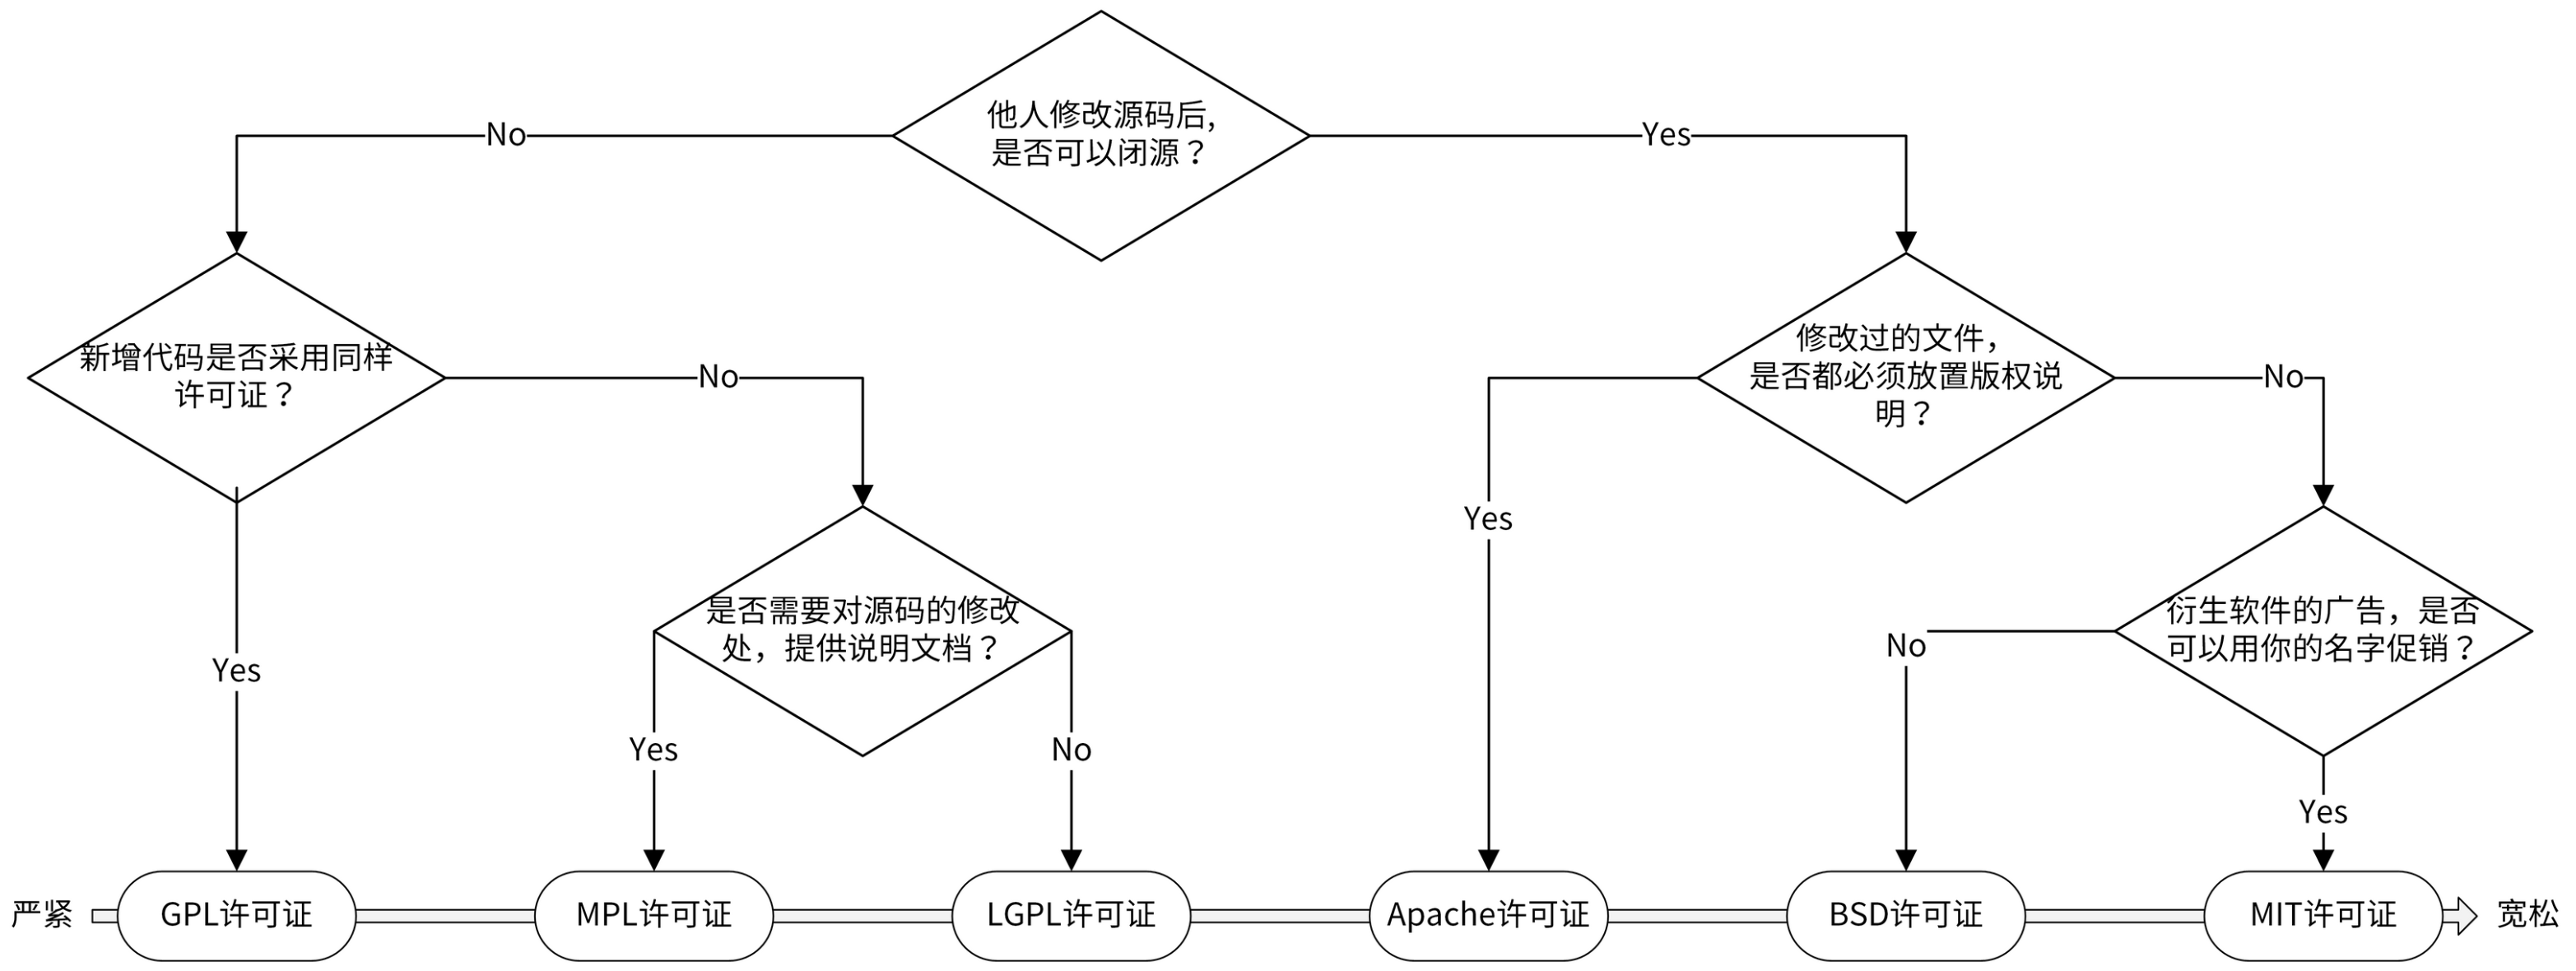 他人修改源码后,
是否可以闭源？
No
Yes
新增代码是否采用同样
许可证？
No
修改过的文件，
是否都必须放置版权说
明？
No
Yes
是否需要对源码的修改
处，提供说明文档？
衍生软件的广告，是否
可以用你的名字促销？
No
Yes
Yes
No
Yes
严紧
GPL许可证
MPL许可证
LGPL许可证
Apache许可证
BSD许可证
MIT许可证
宽松